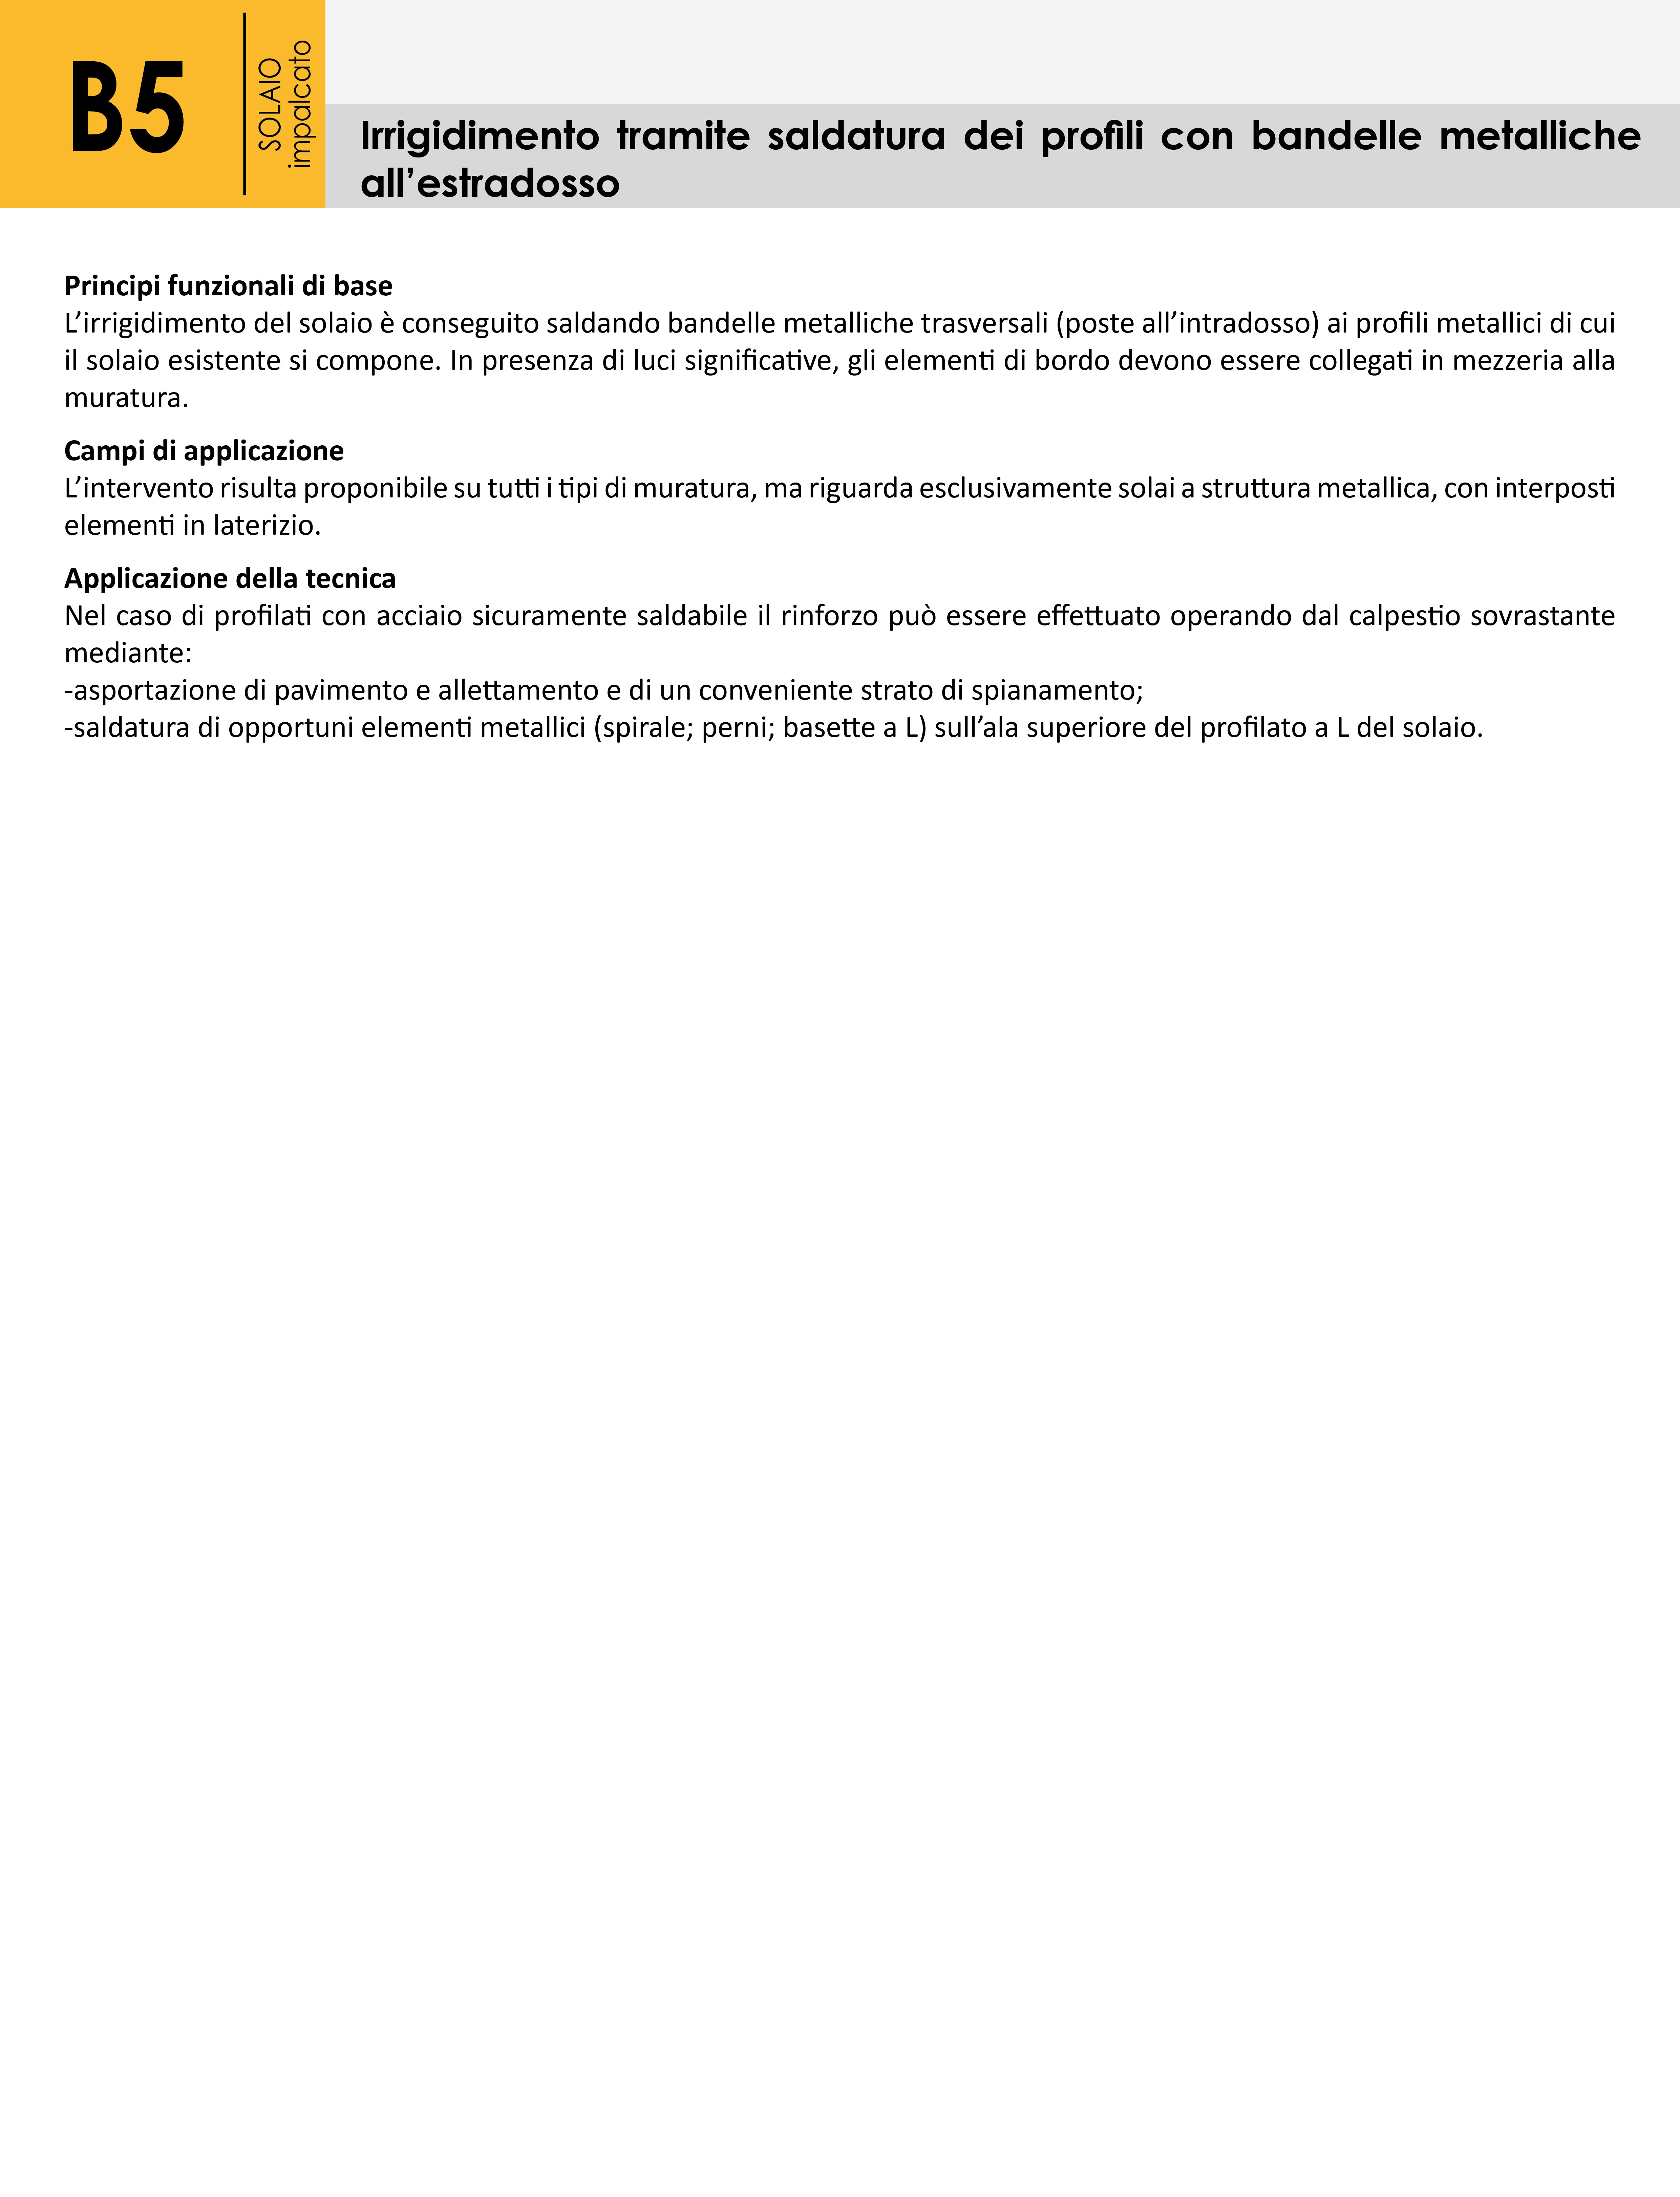 B5
SOLAIO
impalcato
Irrigidimento tramite saldatura dei profili con bandelle metalliche
all’estradosso
Principi funzionali di base
L’irrigidimento del solaio è conseguito saldando bandelle metalliche trasversali (poste all’intradosso) ai profili metallici di cui
il solaio esistente si compone. In presenza di luci significative, gli elementi di bordo devono essere collegati in mezzeria alla
muratura.
Campi di applicazione
L’intervento risulta proponibile su tutti i tipi di muratura, ma riguarda esclusivamente solai a struttura metallica, con interposti
elementi in laterizio.
Applicazione della tecnica
Nel caso di profilati con acciaio sicuramente saldabile il rinforzo può essere effettuato operando dal calpestio sovrastante
mediante:
-asportazione di pavimento e allettamento e di un conveniente strato di spianamento;
-saldatura di opportuni elementi metallici (spirale; perni; basette a L) sull’ala superiore del profilato a L del solaio.